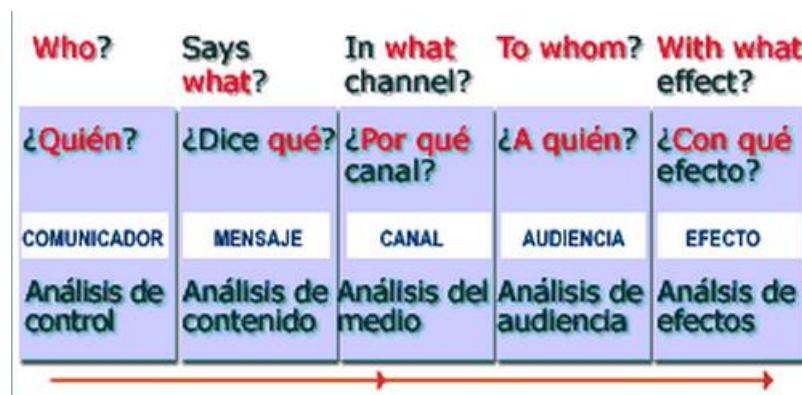 Who?
Says
what?
In what
channel?
To whom?
With what
effect?
¿Quién?
¿Dice qué?
¿Por qué
canal?
¿A quién?
¿Con qué
efecto?
COMUNICADOR
MENSAJE
CANAL
AUDIENCIA
EFECTO
Análisis de
control
Análisis de
contenido
Análisis del
medio
Análisis de
audiencia
Análsis de
efectos